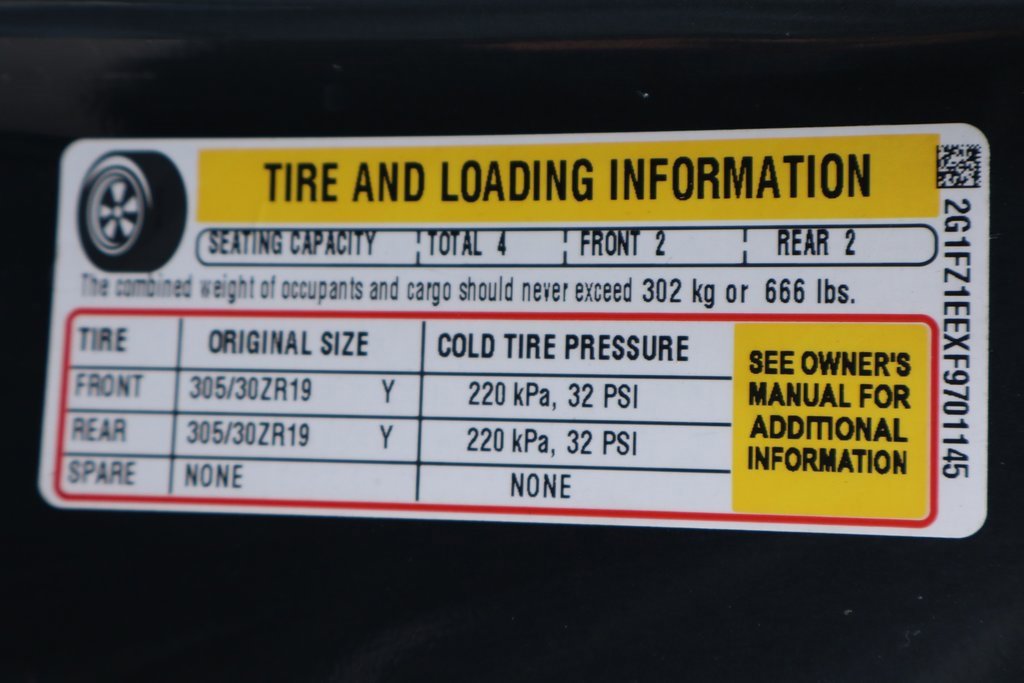 TIRE AND LOADING INFORMATION
SEATING CAPACITY TOTAL 4 FRONT 2 REAR 2
The combined weight of occupants and cargo should never exceed 302 kg or 666 lbs.
TIRE ORIGINAL SIZE COLD TIRE PRESSURE
FRONT 305/30ZR19 Y 220 kPa, 32 PSI
REAR 305/30ZR19 Y 220 kPa, 32 PSI
SPARE NONE NONE
SEE OWNER'S
MANUAL FOR
ADDITIONAL
INFORMATION
2G1FZ1EEXF9701145